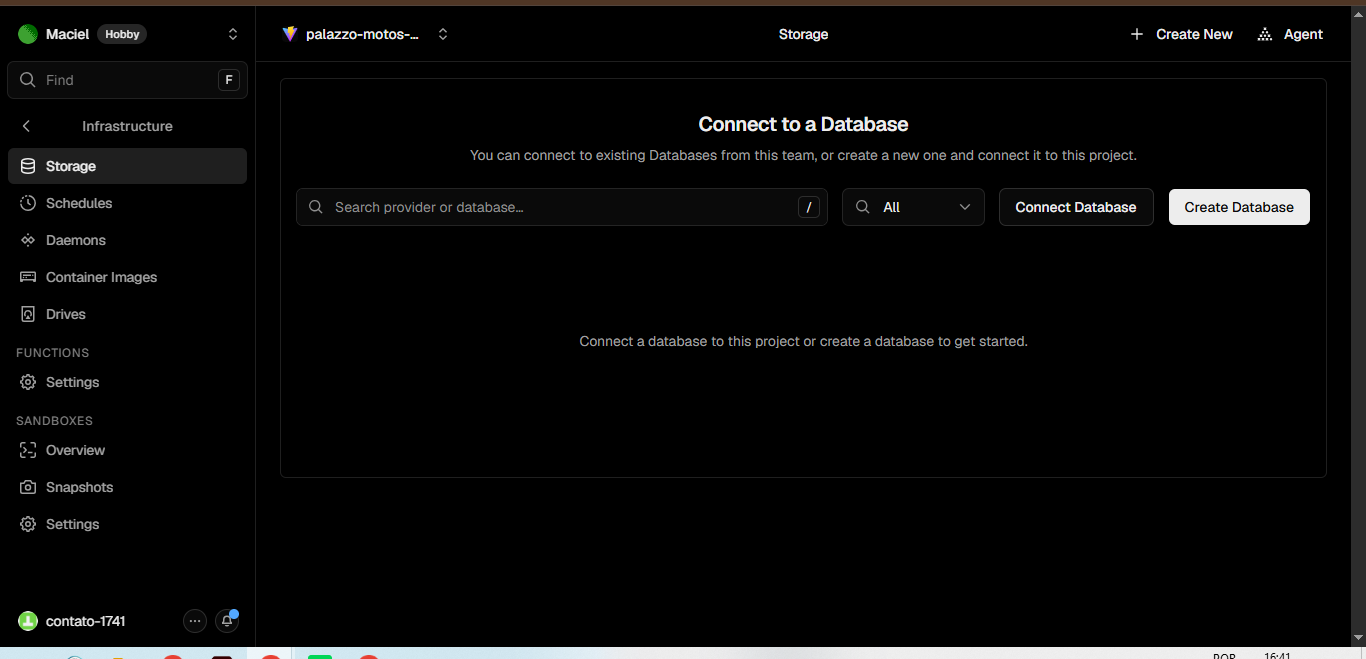 Maciel Hobby
palazzo-motos-...
Storage
Create New
Agent
Find F
Infrastructure
Storage
Schedules
Daemons
Container Images
Drives
FUNCTIONS
Settings
SANDBOXES
Overview
Snapshots
Settings
contato-1741
Connect to a Database
You can connect to existing Databases from this team, or create a new one and connect it to this project.
Search provider or database... /
All
Connect Database
Create Database
Connect a database to this project or create a database to get started.
POR 16:41